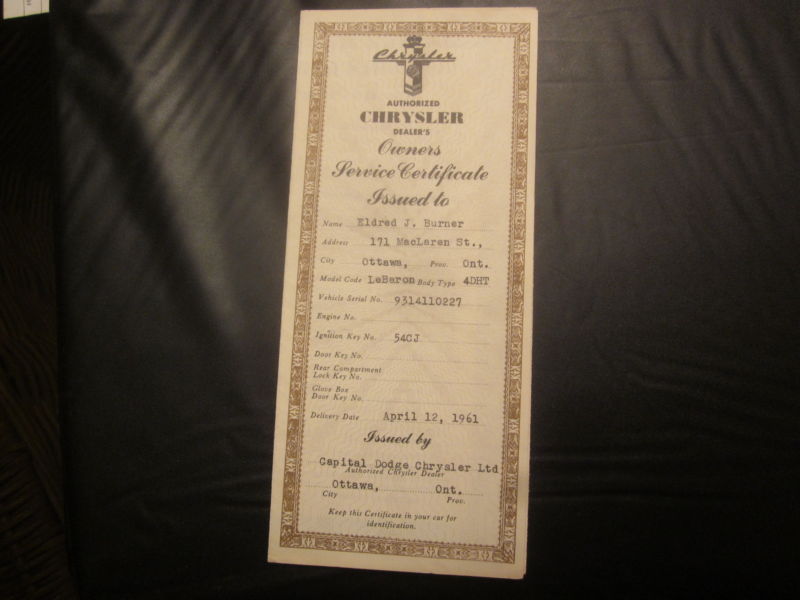 Chrysler
AUTHORIZED
CHRYSLER
DEALER'S
Owners
Service Certificate
Issued to
Name Eldred J. Burner
Address 171 MacLaren St.,
City Ottawa, Prov. Ont.
Model Code LeBaron Body Type 4DHT
Vehicle Serial No. 9314110227
Engine No.
Ignition Key No. 54CJ
Door Key No.
Rear Compartment
Lock Key No.
Glove Box
Door Key No.
Delivery Date April 12, 1961
Issued by
Capital Dodge Chrysler Ltd
Authorized Chrysler Dealer
Ottawa, Ont.
City Prov.
Keep this Certificate in your car for
identification.